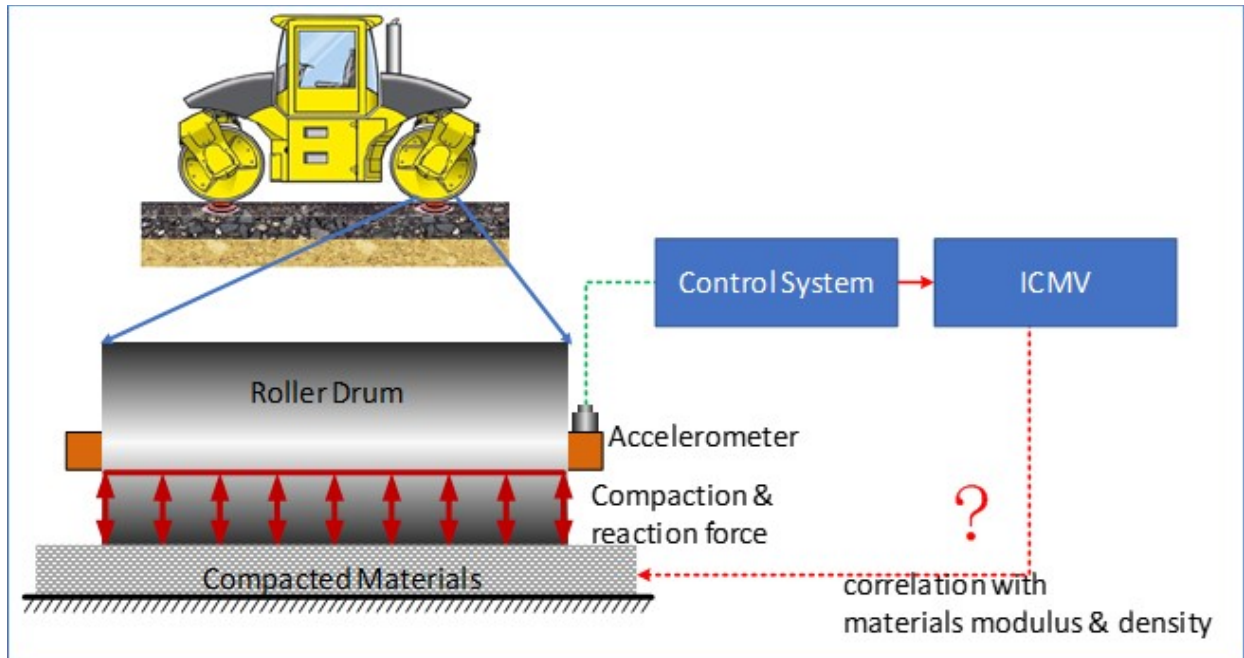 Control System
ICMV
Roller Drum
Accelerometer
Compaction &
reaction force
?
Compacted Materials
correlation with
materials modulus & density